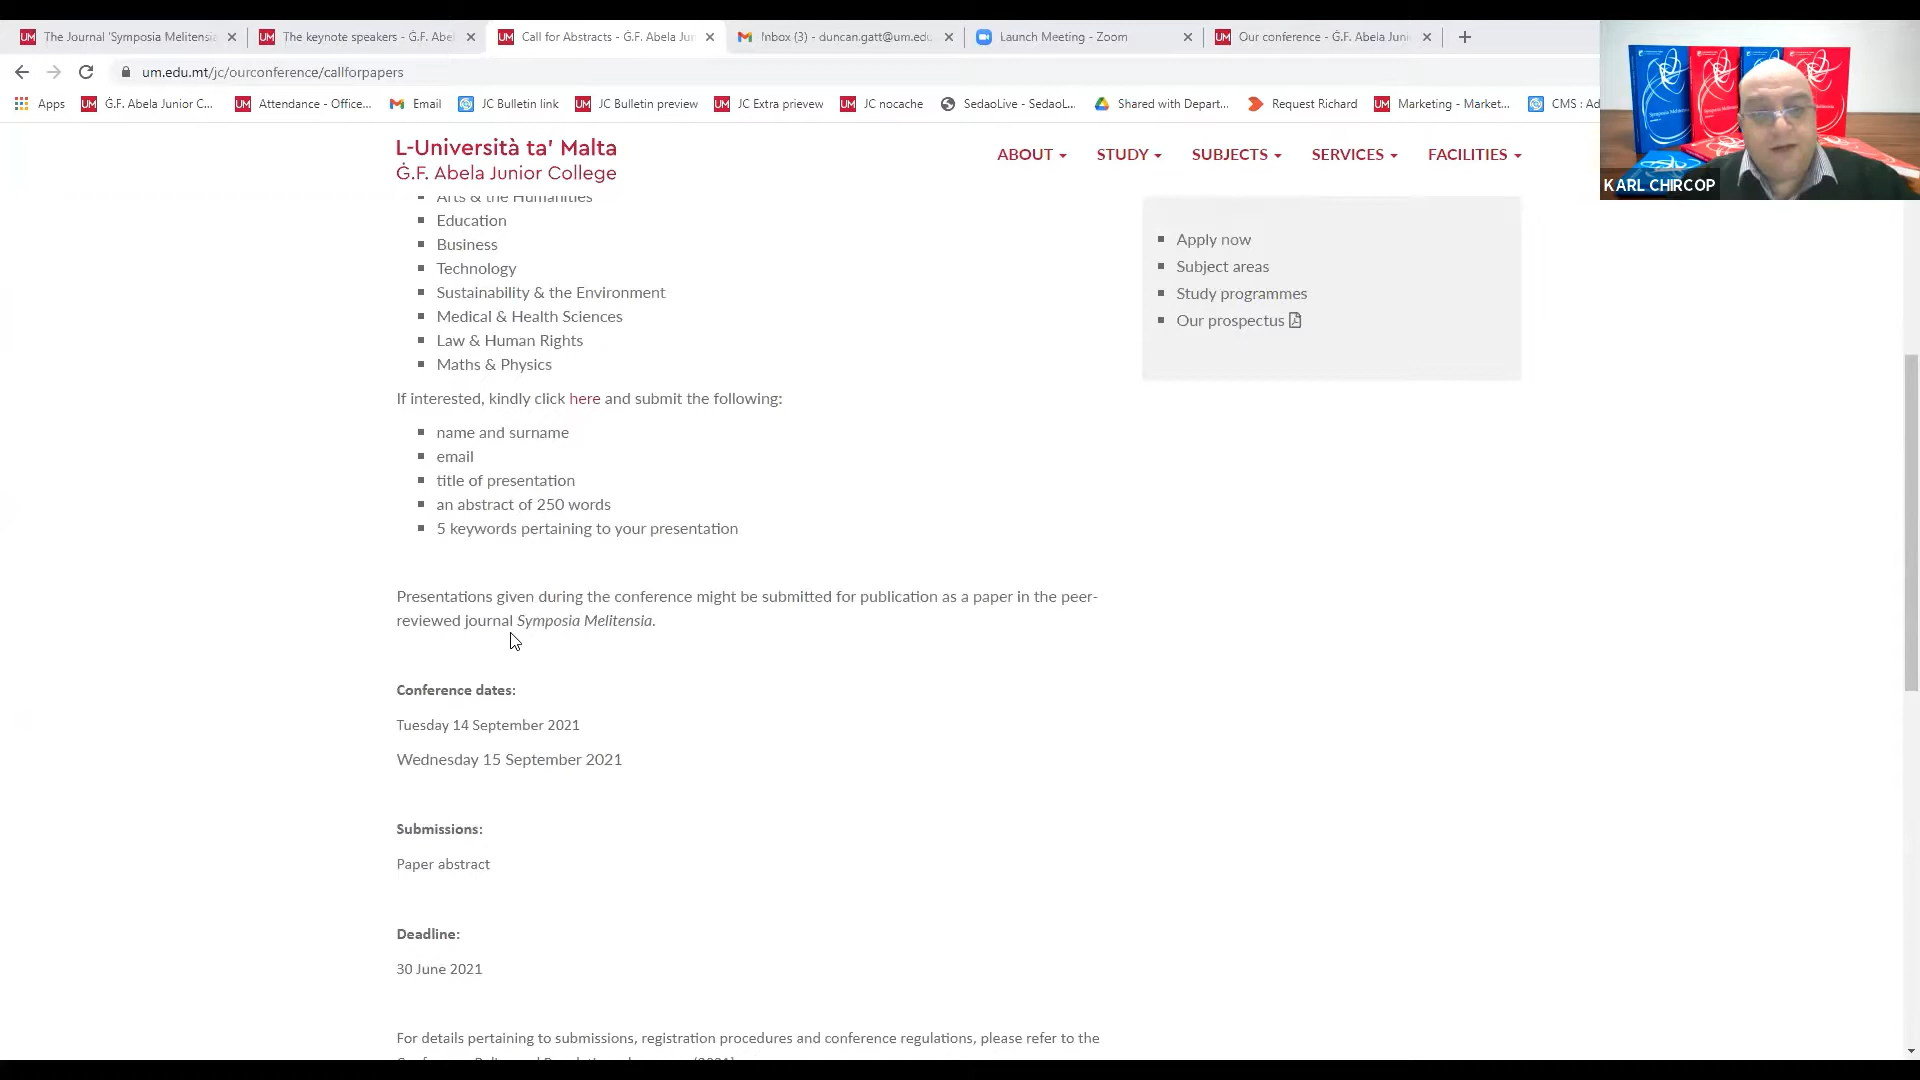 The Journal 'Symposia Melitensia
The keynote speakers - Ġ.F. Abel
Call for Abstracts - Ġ.F. Abela Jun
Inbox (3) - duncan.gatt@um.edu
Launch Meeting - Zoom
Our conference - Ġ.F. Abela Juni
um.edu.mt/jc/ourconference/callforpapers
Apps
Ġ.F. Abela Junior C...
Attendance - Office...
Email
JC Bulletin link
JC Bulletin preview
JC Extra prievew
JC nocache
SedaoLive - SedaoL...
Shared with Depart...
Request Richard
Marketing - Market...
CMS : Ad
L-Università ta' Malta
Ġ.F. Abela Junior College
ABOUT
STUDY
SUBJECTS
SERVICES
FACILITIES
KARL CHIRCOP
Arts & the Humanities
Education
Business
Technology
Sustainability & the Environment
Medical & Health Sciences
Law & Human Rights
Maths & Physics
Apply now
Subject areas
Study programmes
Our prospectus
If interested, kindly click here and submit the following:
name and surname
email
title of presentation
an abstract of 250 words
5 keywords pertaining to your presentation
Presentations given during the conference might be submitted for publication as a paper in the peer-
reviewed journal Symposia Melitensia.
Conference dates:
Tuesday 14 September 2021
Wednesday 15 September 2021
Submissions:
Paper abstract
Deadline:
30 June 2021
For details pertaining to submissions, registration procedures and conference regulations, please refer to the